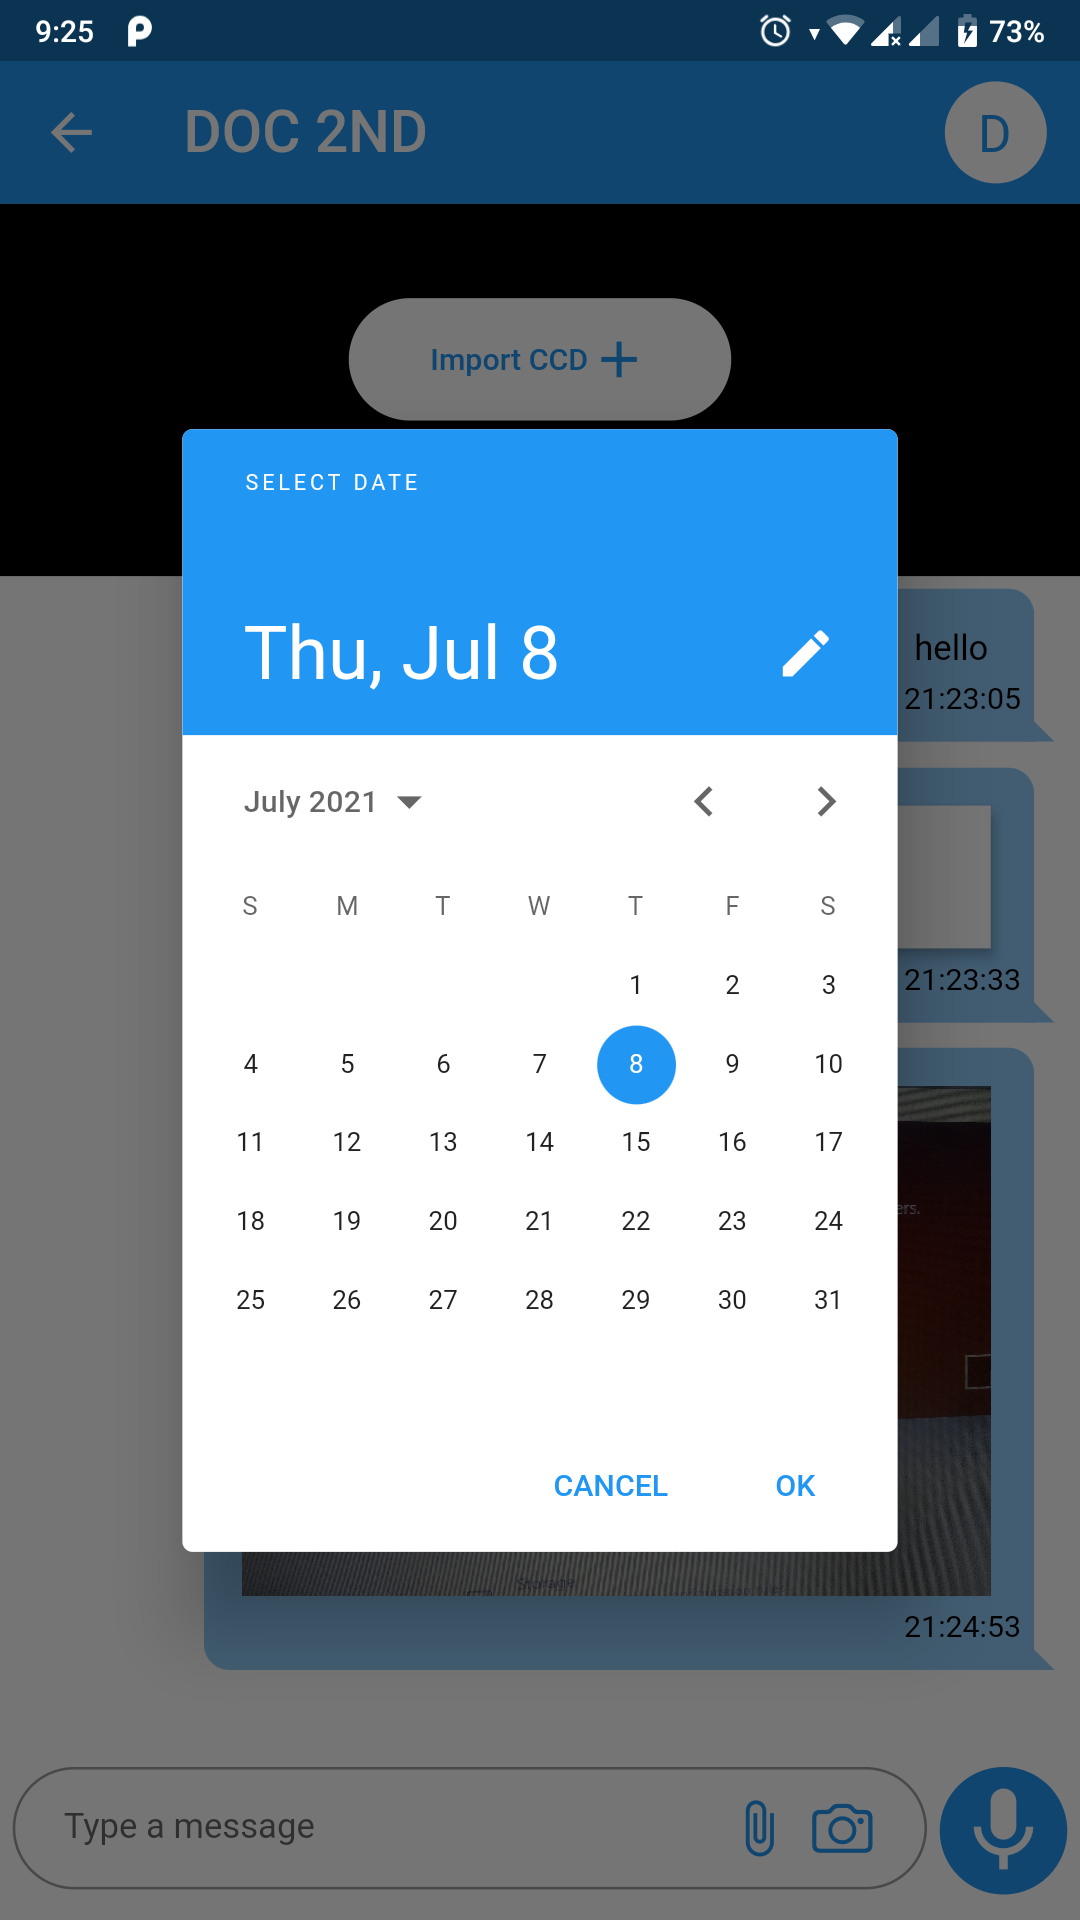 9:25 73%
DOC 2ND D
Import CCD
SELECT DATE
Thu, Jul 8
hello
21:23:05
July 2021
S M T W T F S
1 2 3
4 5 6 7 8 9 10
11 12 13 14 15 16 17
18 19 20 21 22 23 24
25 26 27 28 29 30 31
21:23:33
ers.
CANCEL OK
Storage
21:24:53
Type a message